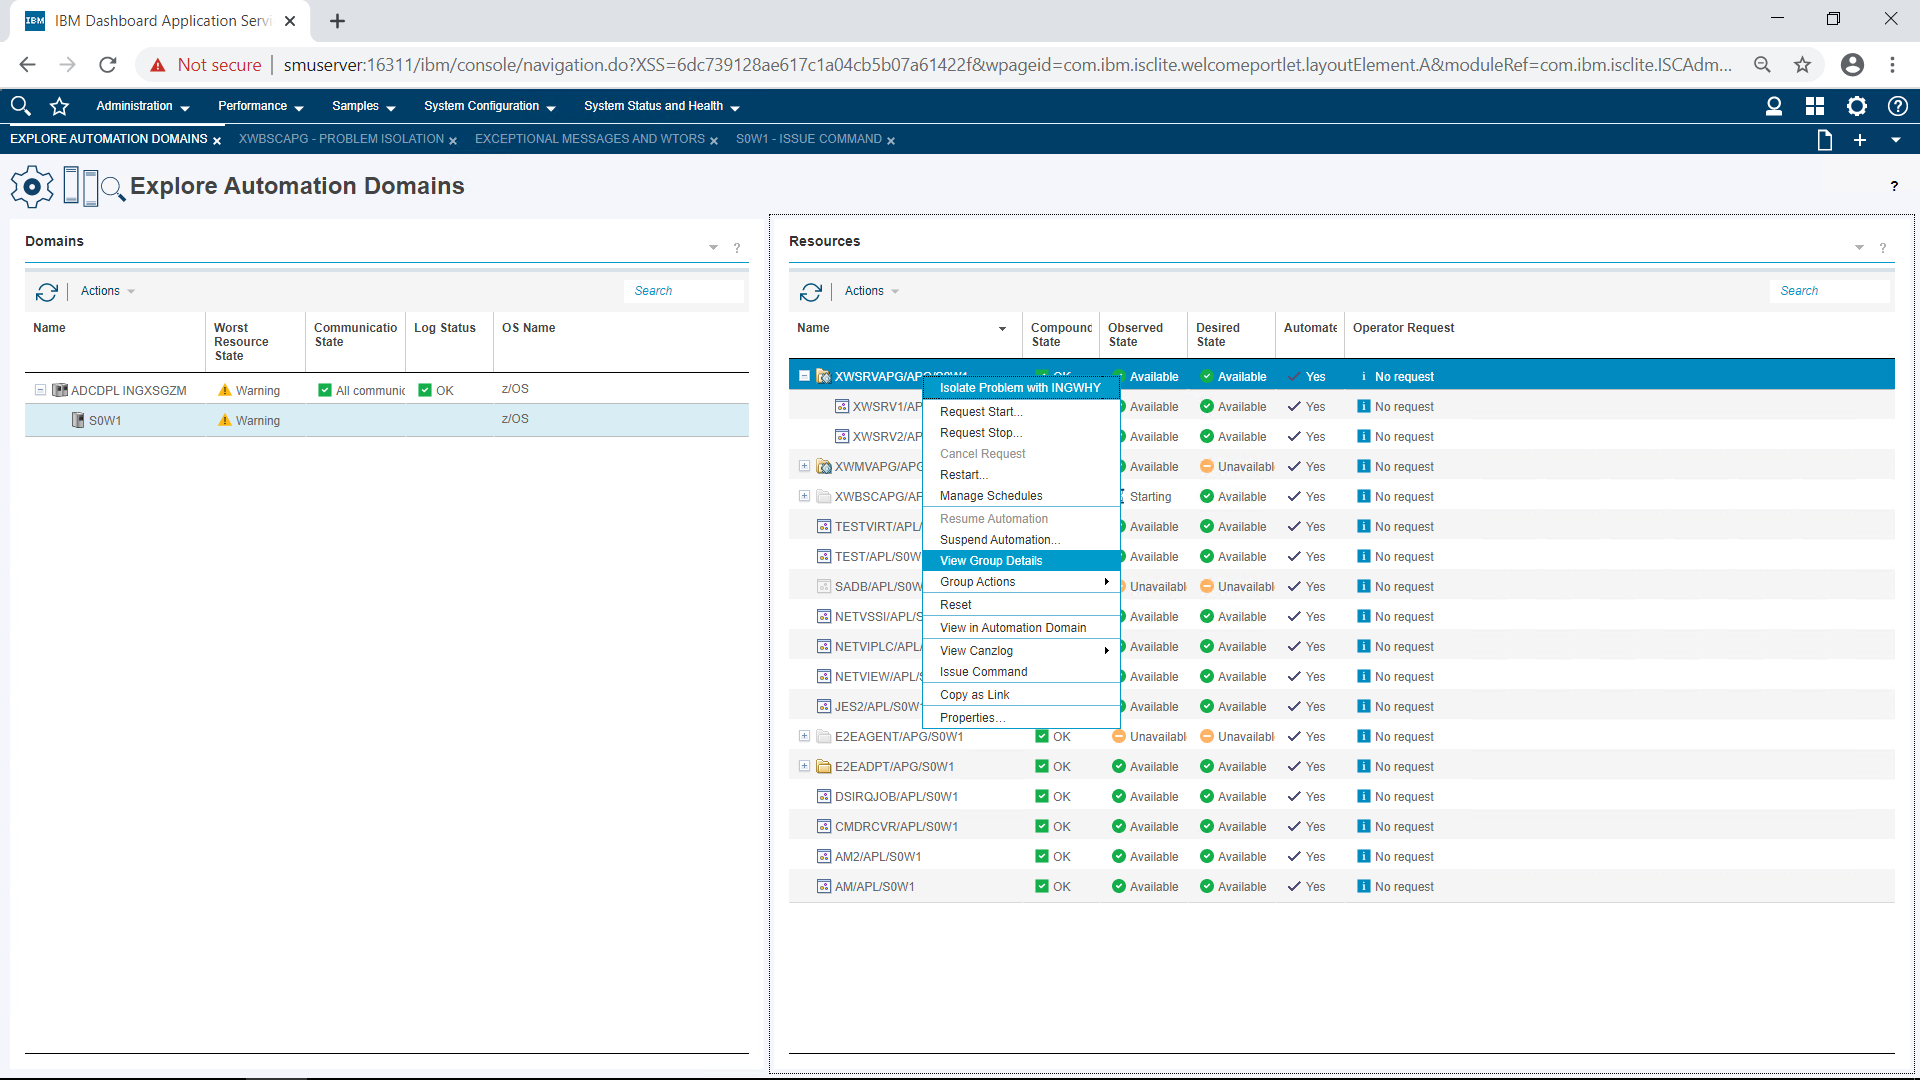 IBM Dashboard Application Servi
Not secure smuserver:16311/ibm/console/navigation.do?XSS=6dc739128ae617c1a04cb5b07a61422f&wpageid=com.ibm.isclite.welcomeportlet.layoutElement.A&moduleRef=com.ibm.isclite.ISCAdm...
Administration Performance Samples System Configuration System Status and Health
EXPLORE AUTOMATION DOMAINS XWBSCAPG - PROBLEM ISOLATION EXCEPTIONAL MESSAGES AND WTORS S0W1 - ISSUE COMMAND
Explore Automation Domains ?
Domains ?
Actions Search
Name Worst Resource State Communicatio State Log Status OS Name
ADCDPL INGXSGZM Warning All communic OK z/OS
S0W1 Warning z/OS
Resources ?
Actions Search
Name Compound State Observed State Desired State Automate Operator Request
XWSRVAPG/APG/S0W1 OK Available Available Yes No request
XWSRV1/AP Available Available Yes No request
XWSRV2/AP Available Available Yes No request
XWMVAPG/APG Available Unavailabl Yes No request
XWBSCAPG/AP Starting Available Yes No request
TESTVIRT/APL/ Available Available Yes No request
TEST/APL/S0W Available Available Yes No request
SADB/APL/S0W Unavailabl Unavailabl Yes No request
NETVSSI/APL/S Available Available Yes No request
NETVIPLC/APL/ Available Available Yes No request
NETVIEW/APL/S Available Available Yes No request
JES2/APL/S0W1 Available Available Yes No request
E2EAGENT/APG/S0W1 OK Unavailabl Unavailabl Yes No request
E2EADPT/APG/S0W1 OK Available Available Yes No request
DSIRQJOB/APL/S0W1 OK Available Available Yes No request
CMDRCVR/APL/S0W1 OK Available Available Yes No request
AM2/APL/S0W1 OK Available Available Yes No request
AM/APL/S0W1 OK Available Available Yes No request
Isolate Problem with INGWHY
Request Start...
Request Stop...
Cancel Request
Restart...
Manage Schedules
Resume Automation
Suspend Automation...
View Group Details
Group Actions
Reset
View in Automation Domain
View Canzlog
Issue Command
Copy as Link
Properties...